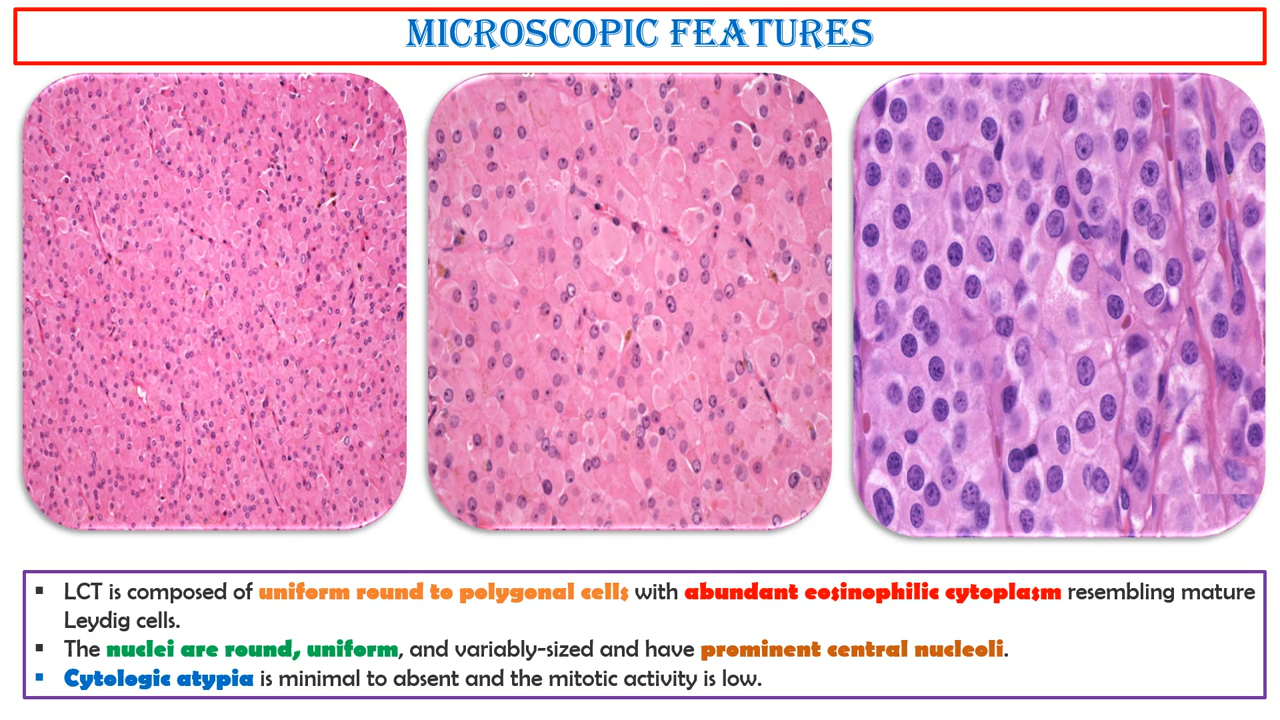 MICROSCOPIC FEATURES
▪ LCT is composed of uniform round to polygonal cells with abundant eosinophilic cytoplasm resembling mature
Leydig cells.
▪ The nuclei are round, uniform, and variably-sized and have prominent central nucleoli.
▪ Cytologic atypia is minimal to absent and the mitotic activity is low.